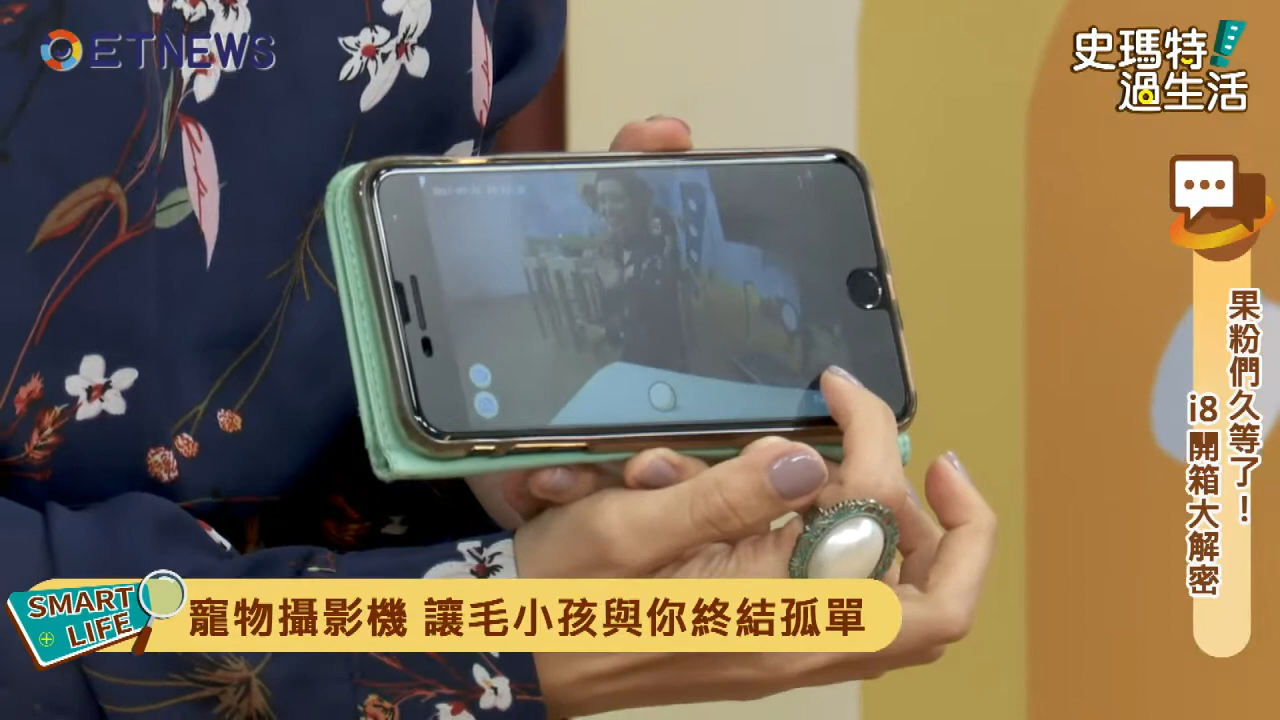 ETNEWS
史瑪特
過生活
果粉們久等了！
i8 開箱大解密
SMART
LIFE
寵物攝影機 讓毛小孩與你終結孤單